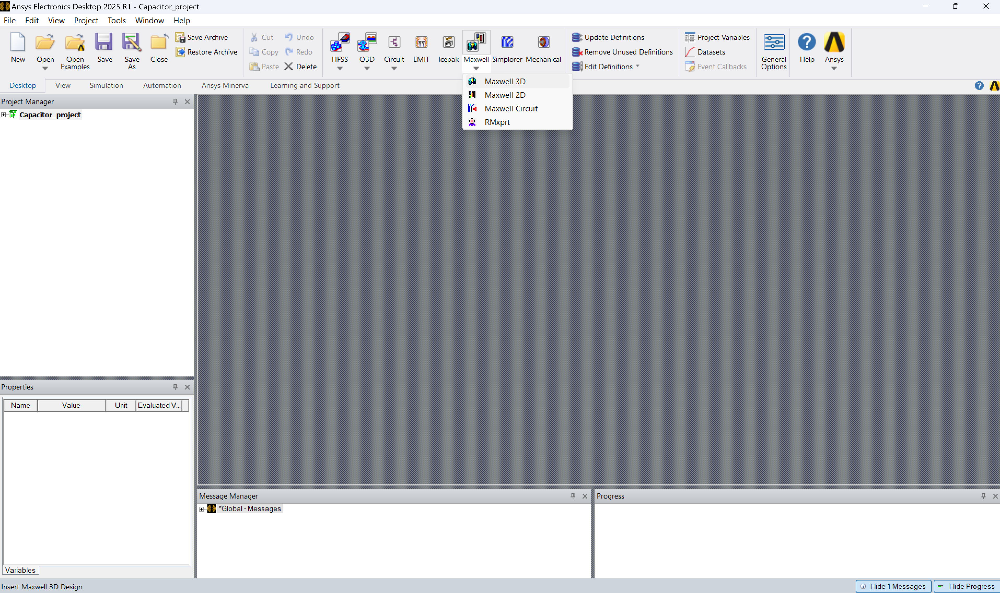 Ansys Electronics Desktop 2025 R1 - Capacitor_project
File Edit View Project Tools Window Help
New
Open
Open Examples
Save
Save As
Close
Save Archive
Restore Archive
Cut
Copy
Paste
Undo
Redo
Delete
HFSS
Q3D
Circuit
EMIT
Icepak
Maxwell
Simplorer
Mechanical
Update Definitions
Remove Unused Definitions
Edit Definitions
Project Variables
Datasets
Event Callbacks
General Options
Help
Ansys
Desktop View Simulation Automation Ansys Minerva Learning and Support
Maxwell 3D
Maxwell 2D
Maxwell Circuit
RMxprt
Project Manager
Capacitor_project
Properties
Name Value Unit Evaluated V...
Variables
Message Manager
*Global - Messages
Progress
Insert Maxwell 3D Design
Hide 1 Messages
Hide Progress